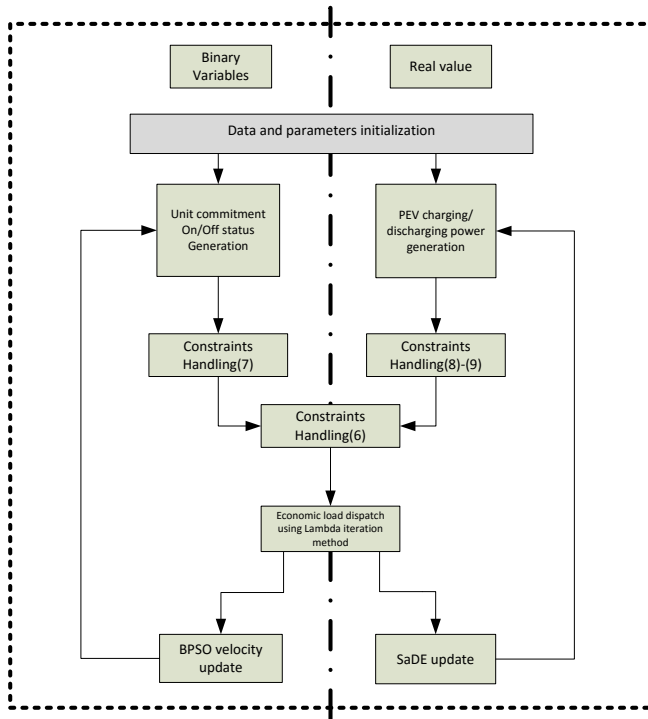 Binary
Variables
Real value
Data and parameters initialization
Unit commitment
On/Off status
Generation
PEV charging/
discharging power
generation
Constraints
Handling(7)
Constraints
Handling(8)-(9)
Constraints
Handling(6)
Economic load dispatch
using Lambda iteration
method
BPSO velocity
update
SaDE update